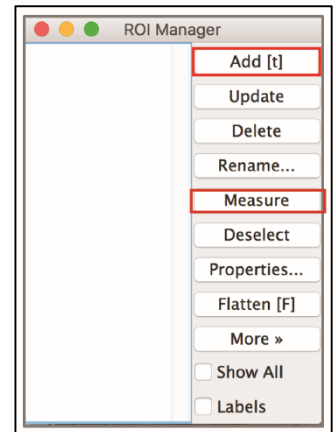 ROI Manager
Add [t]
Update
Delete
Rename...
Measure
Deselect
Properties...
Flatten [F]
More »
Show All
Labels